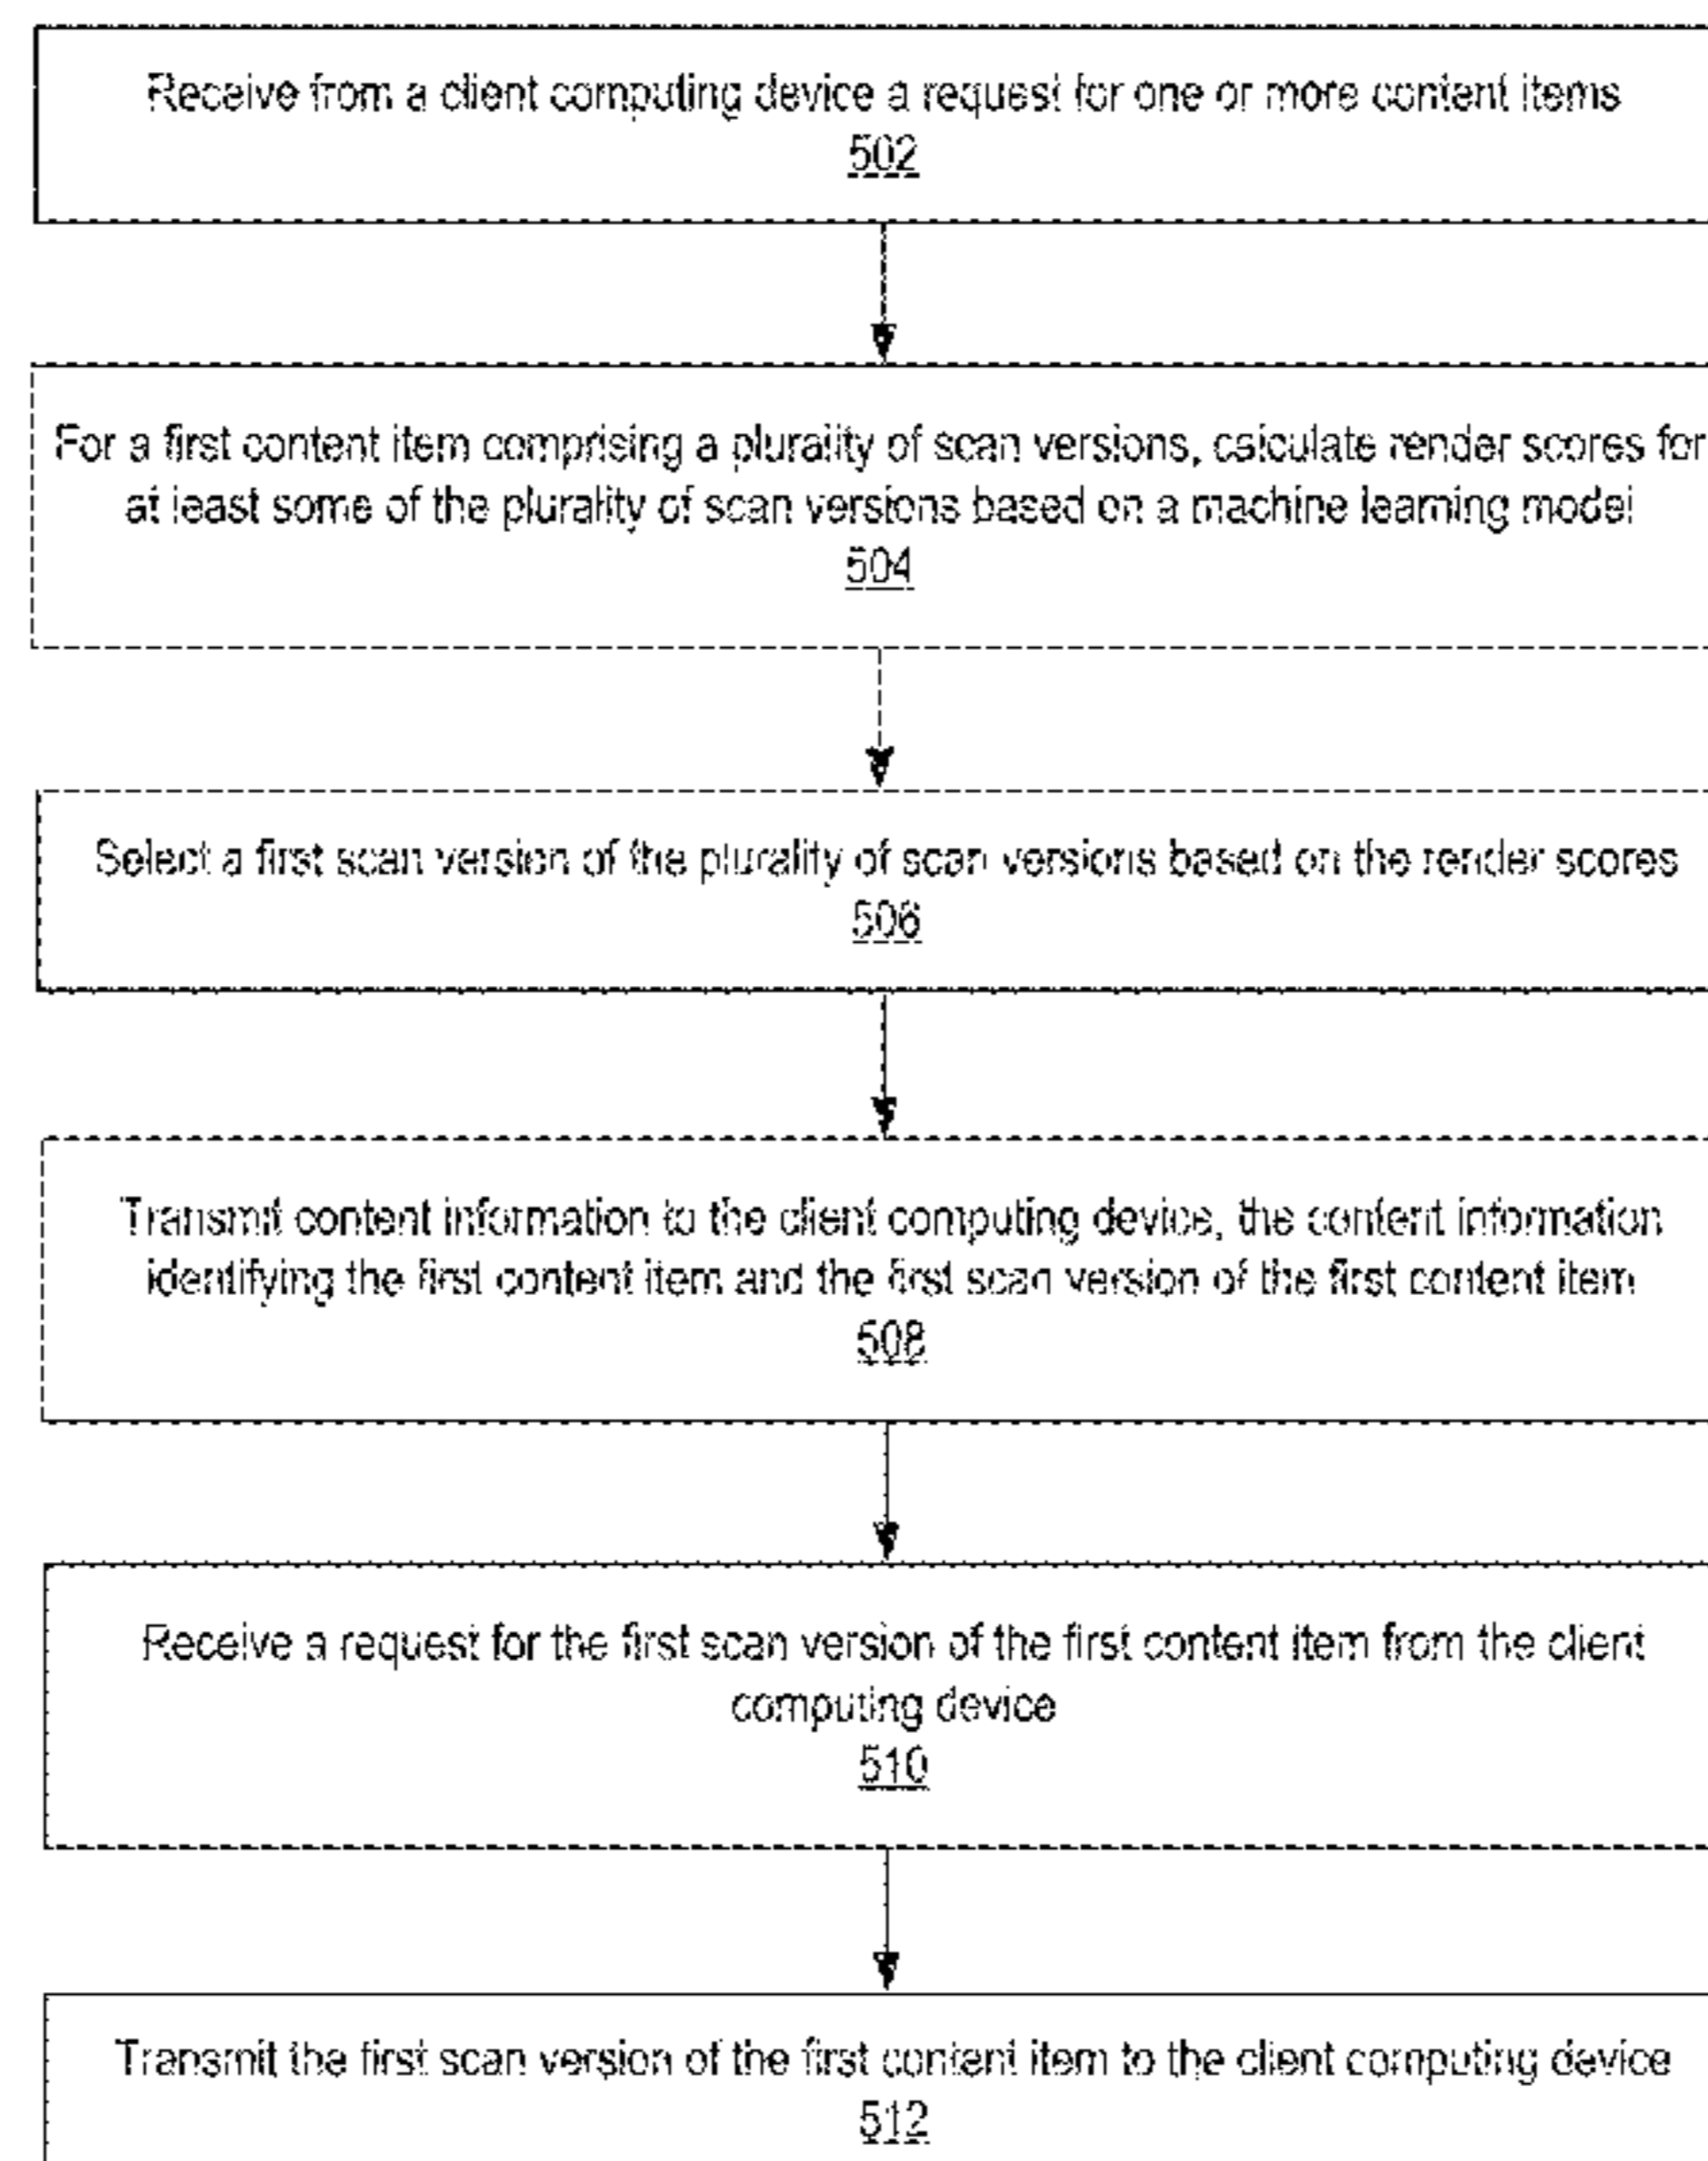 Receive from a client computing device a request for one or more content items
502
For a first content item comprising a plurality of scan versions, calculate render scores for
at least some of the plurality of scan versions based on a machine learning model
504
Select a first scan version of the plurality of scan versions based on the render scores
506
Transmit content information to the client computing device, the content information
identifying the first content item and the first scan version of the first content item
508
Receive a request for the first scan version of the first content item from the client
computing device
510
Transmit the first scan version of the first content item to the client computing device
512